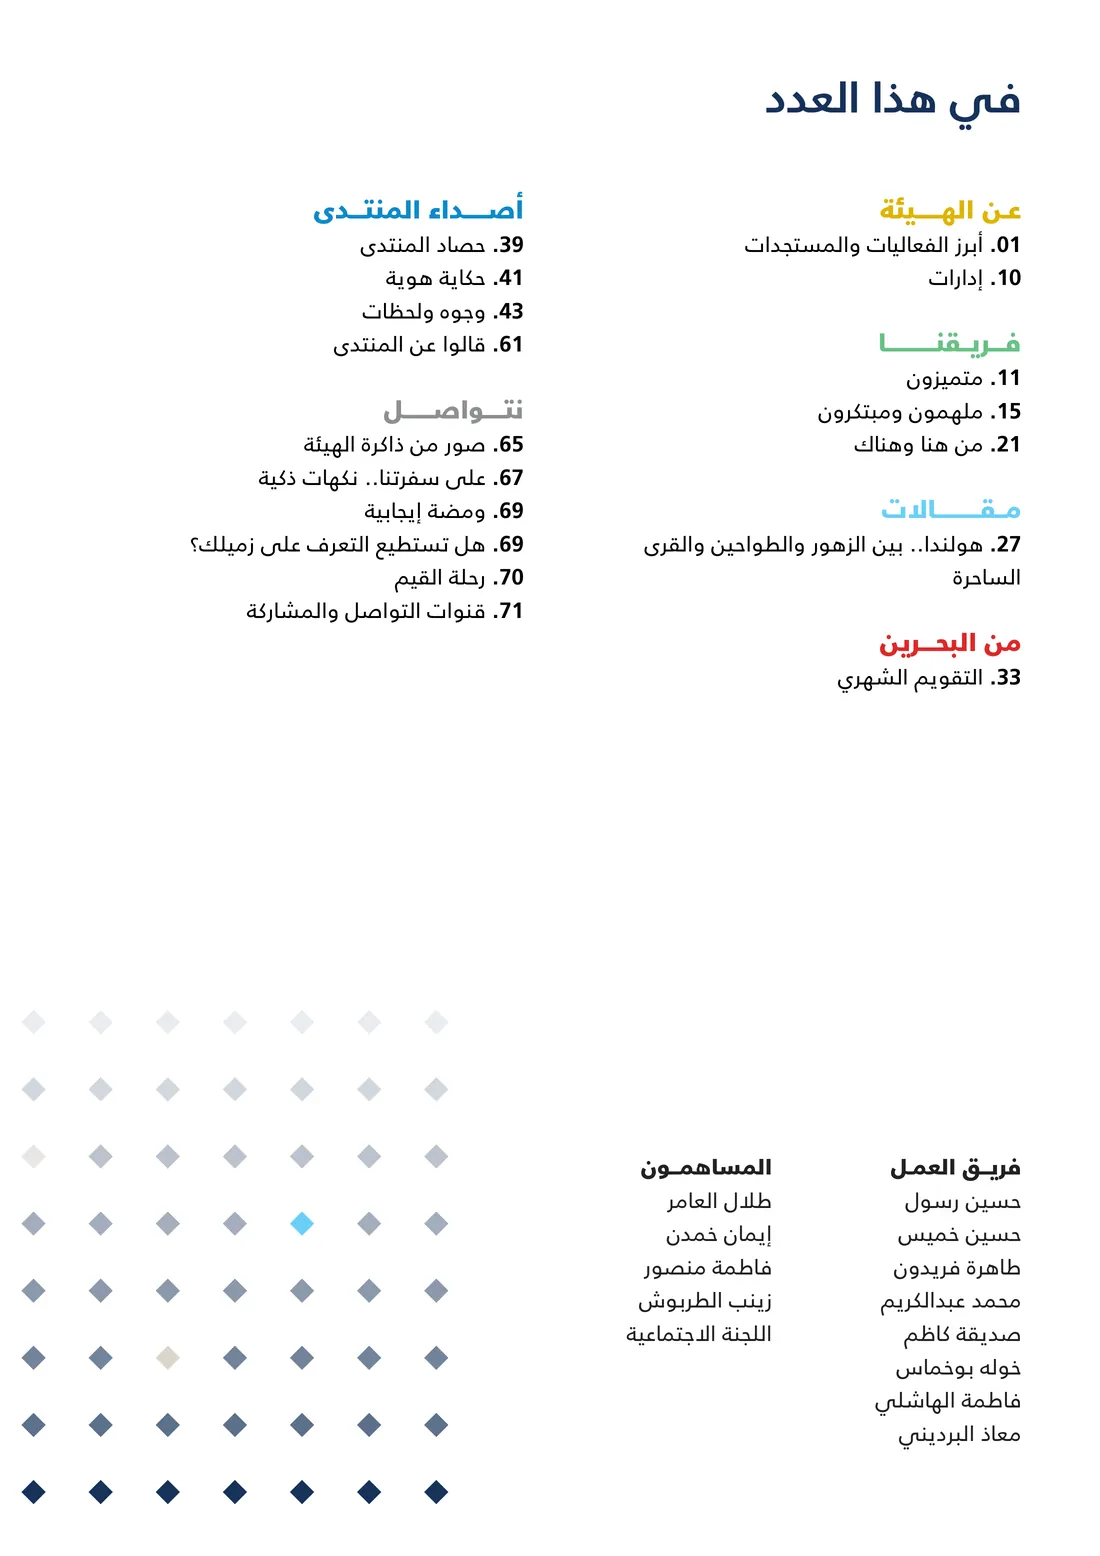 في هذا العدد
عن الهيئة
01. أبرز الفعاليات والمستجدات
10. إدارات
فريقنا
11. متميزون
15. ملهمون ومبتكرون
21. من هنا وهناك
مقالات
27. هولندا.. بين الزهور والطواحين والقرى
الساحرة
من البحرين
33. التقويم الشهري
أصداء المنتدى
39. حصاد المنتدى
41. حكاية هوية
43. وجوه ولحظات
61. قالوا عن المنتدى
نتواصل
65. صور من ذاكرة الهيئة
67. على سفرتنا.. نكهات ذكية
69. ومضة إيجابية
69. هل تستطيع التعرف على زميلك؟
70. رحلة القيم
71. قنوات التواصل والمشاركة
فريق العمل
حسين رسول
حسين خميس
طاهرة فريدون
محمد عبدالكريم
صديقة كاظم
خوله بوخماس
فاطمة الهاشلي
معاذ البرديني
المساهمون
طلال العامر
إيمان خمدن
فاطمة منصور
زينب الطربوش
اللجنة الاجتماعية